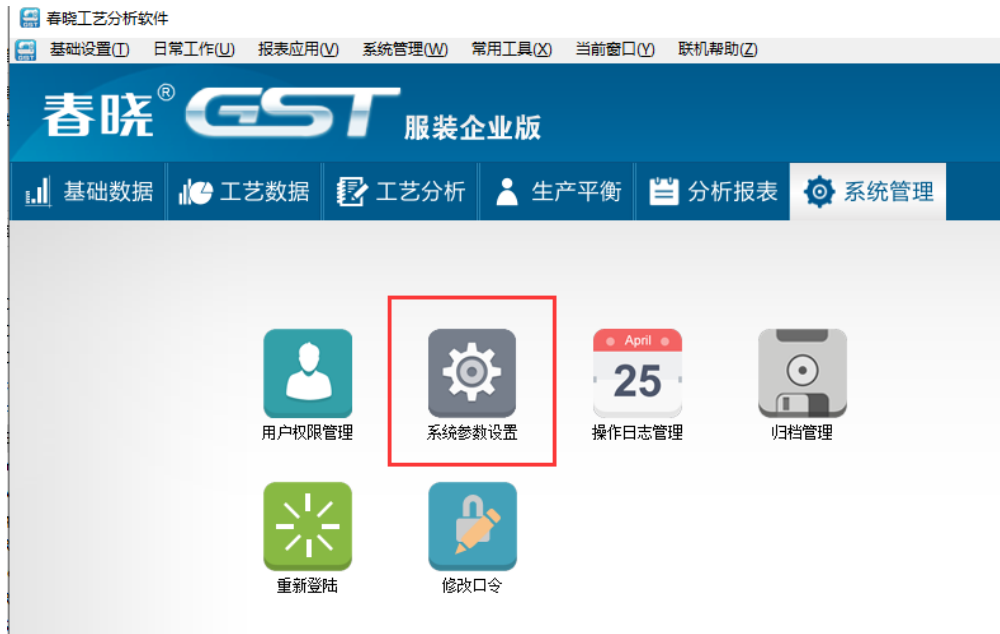 春晓工艺分析软件
基础设置(T) 日常工作(U) 报表应用(V) 系统管理(W) 常用工具(X) 当前窗口(Y) 联机帮助(Z)
春晓® GST 服装企业版
基础数据 工艺数据 工艺分析 生产平衡 分析报表 系统管理
April
25
用户权限管理 系统参数设置 操作日志管理 归档管理
重新登陆 修改口令